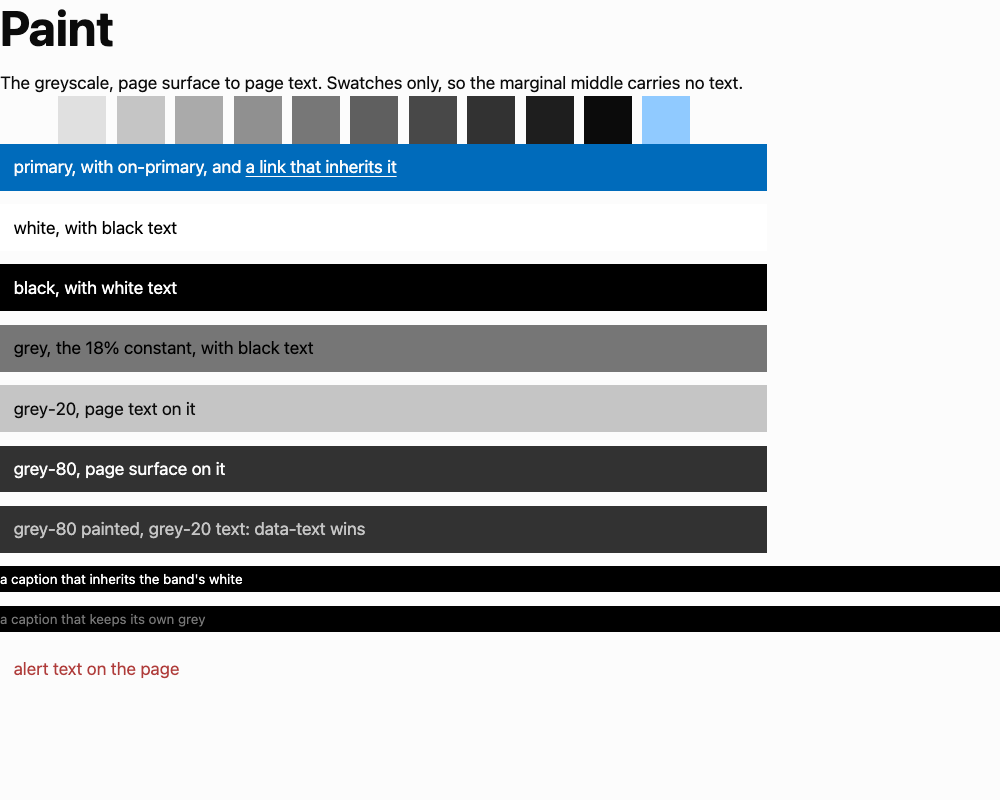 Paint
The greyscale, page surface to page text. Swatches only, so the marginal middle carries no text.
primary, with on-primary, and a link that inherits it
white, with black text
black, with white text
grey, the 18% constant, with black text
grey-20, page text on it
grey-80, page surface on it
grey-80 painted, grey-20 text: data-text wins
a caption that inherits the band's white
a caption that keeps its own grey
alert text on the page